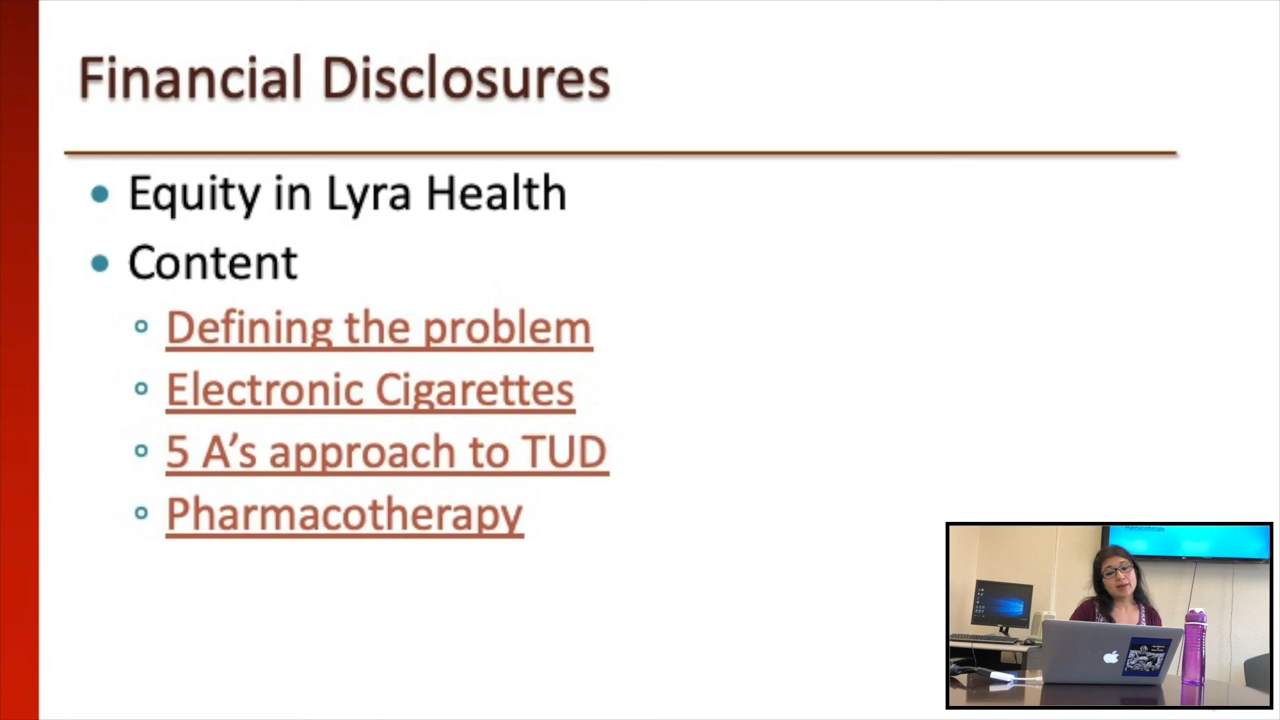 Financial Disclosures
Equity in Lyra Health
Content
Defining the problem
Electronic Cigarettes
5 A's approach to TUD
Pharmacotherapy